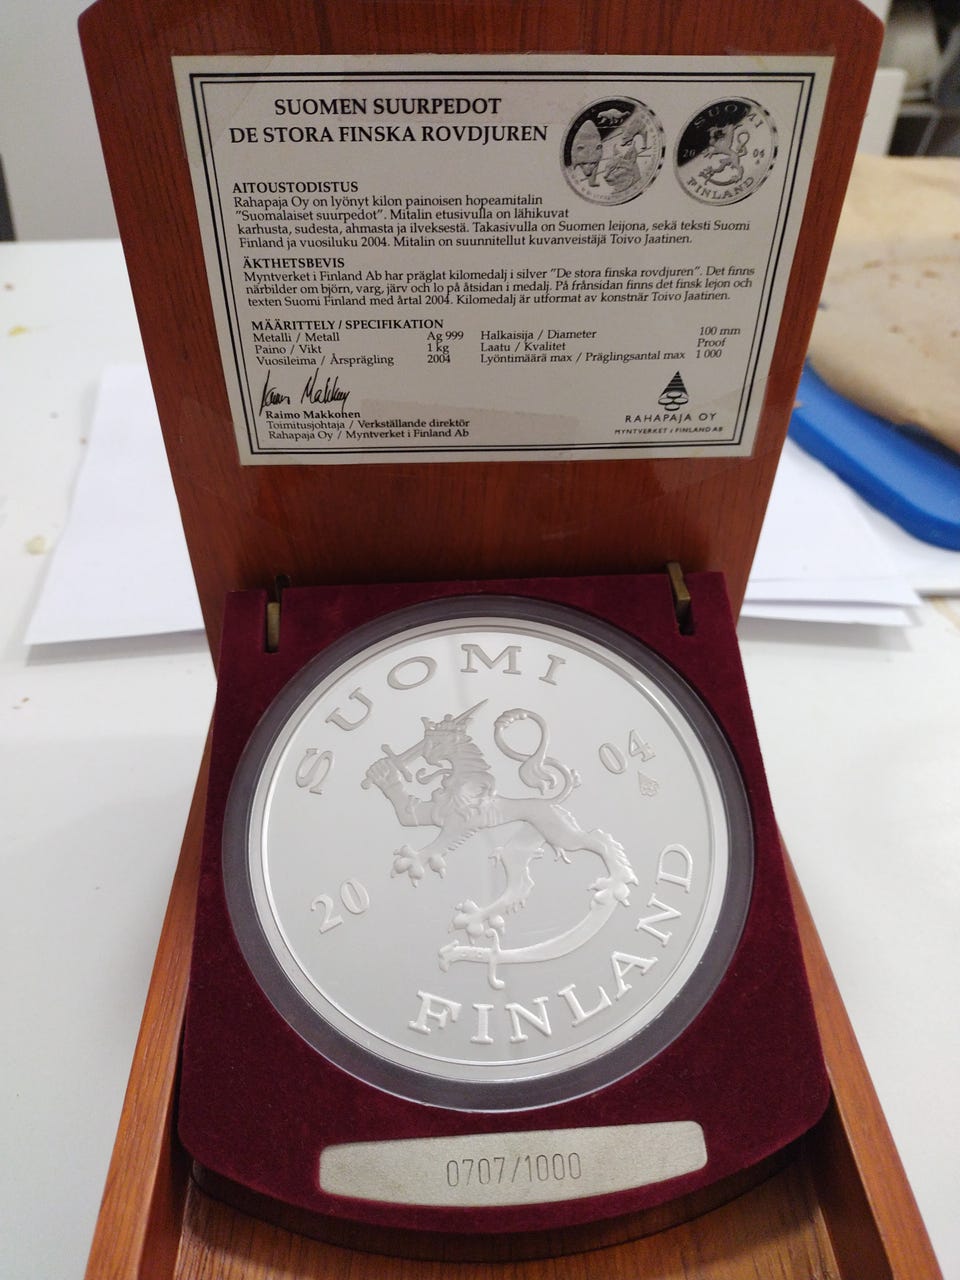 SUOMEN SUURPEDOT
DE STORA FINSKA ROVDJUREN
SUOMI
20 04
FINLAND
AITOUSTODISTUS
Rahapaja Oy on lyönyt kilon painoisen hopeamitalin
"Suomalaiset suurpedot". Mitalin etusivulla on lähikuvat
karhusta, sudesta, ahmasta ja ilveksestä. Takasivulla on Suomen leijona, sekä teksti Suomi
Finland ja vuosiluku 2004. Mitalin on suunnitellut kuvanveistäjä Toivo Jaatinen.
ÄKTHETSBEVIS
Myntverket i Finland Ab har präglat kilomedalj i silver "De stora finska rovdjuren". Det finns
närbilder om björn, varg, järv och lo på åtsidan i medalj. På frånsidan finns det finsk lejon och
texten Suomi Finland med årtal 2004. Kilomedalj är utformat av konstnär Toivo Jaatinen.
MÄÄRITTELY / SPECIFIKATION
Metalli / Metall Ag 999 Halkaisija / Diameter 100 mm
Paino / Vikt 1 kg Laatu / Kvalitet Proof
Vuosileima / Årsprägling 2004 Lyöntimäärä max / Präglingsantal max 1 000
Raimo Makkonen
Toimitusjohtaja / Verkställande direktör
Rahapaja Oy / Myntverket i Finland Ab
RAHAPAJA OY
MYNTVERKET I FINLAND AB
SUOMI
20 04
FINLAND
0707/1000